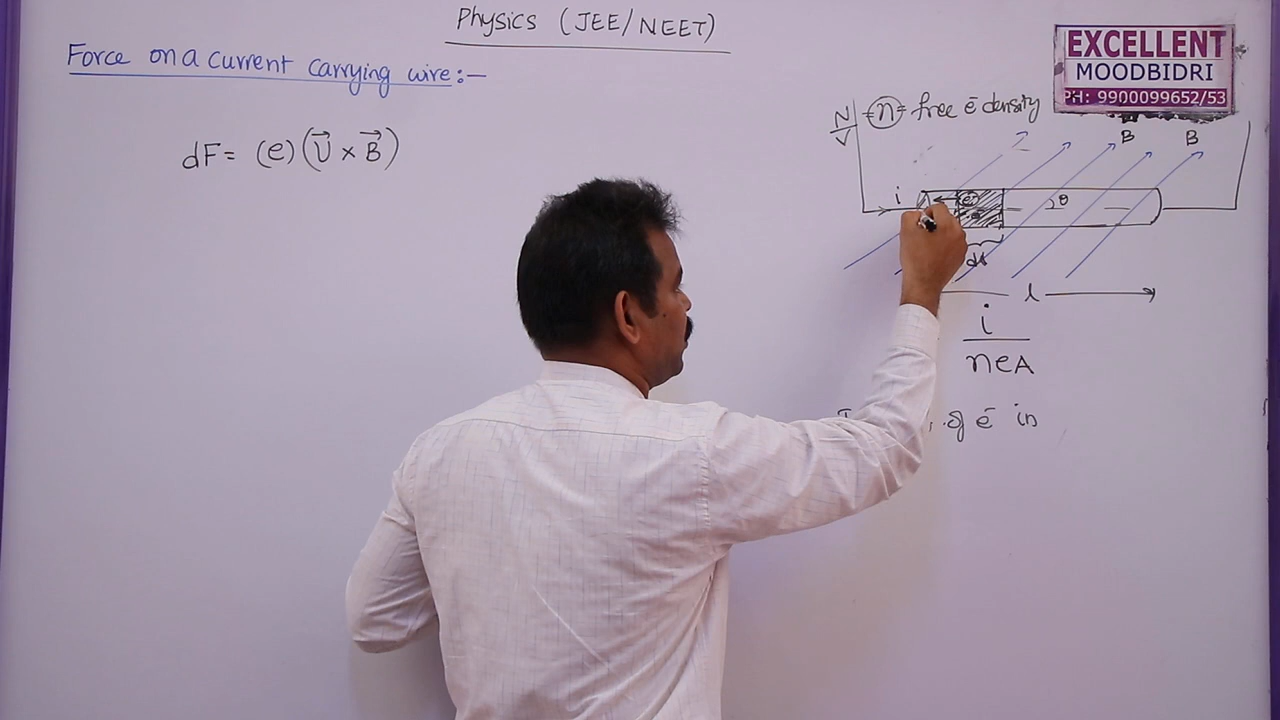 Physics (JEE/NEET)
Force on a current carrying wire:-
EXCELLENT
MOODBIDRI
PH: 9900099652/53
N/V = n = free ē density
B
B
dF = (e)(v⃗ × B⃗)
i
e
θ
dl
l
i
neA
of ē in